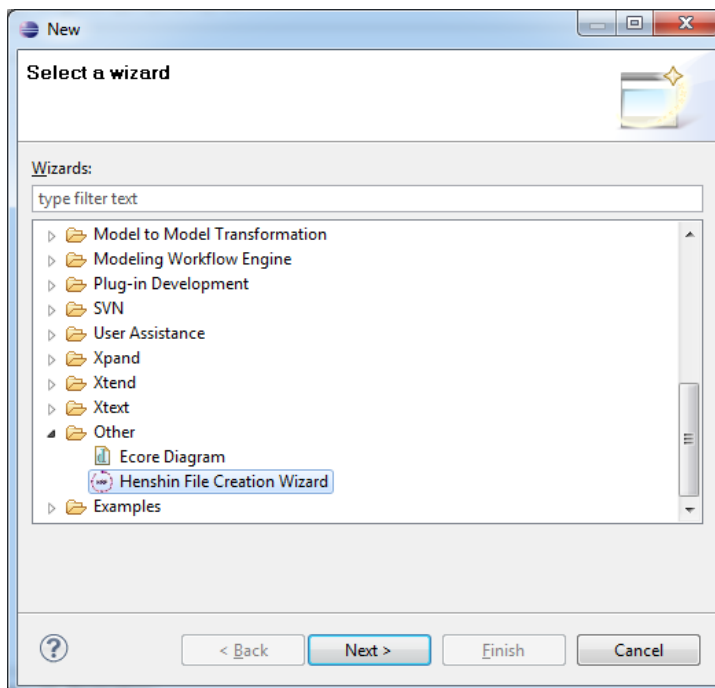 New
Select a wizard
Wizards:
type filter text
Model to Model Transformation
Modeling Workflow Engine
Plug-in Development
SVN
User Assistance
Xpand
Xtend
Xtext
Other
Ecore Diagram
Henshin File Creation Wizard
Examples
? < Back Next > Finish Cancel